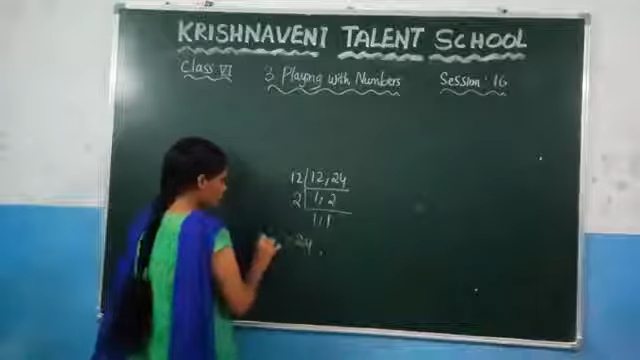 KRISHNAVENI TALENT SCHOOL
Class VI 3 Playing with Numbers Session: 16
12 | 12, 24
2 | 1, 2
1, 1
24